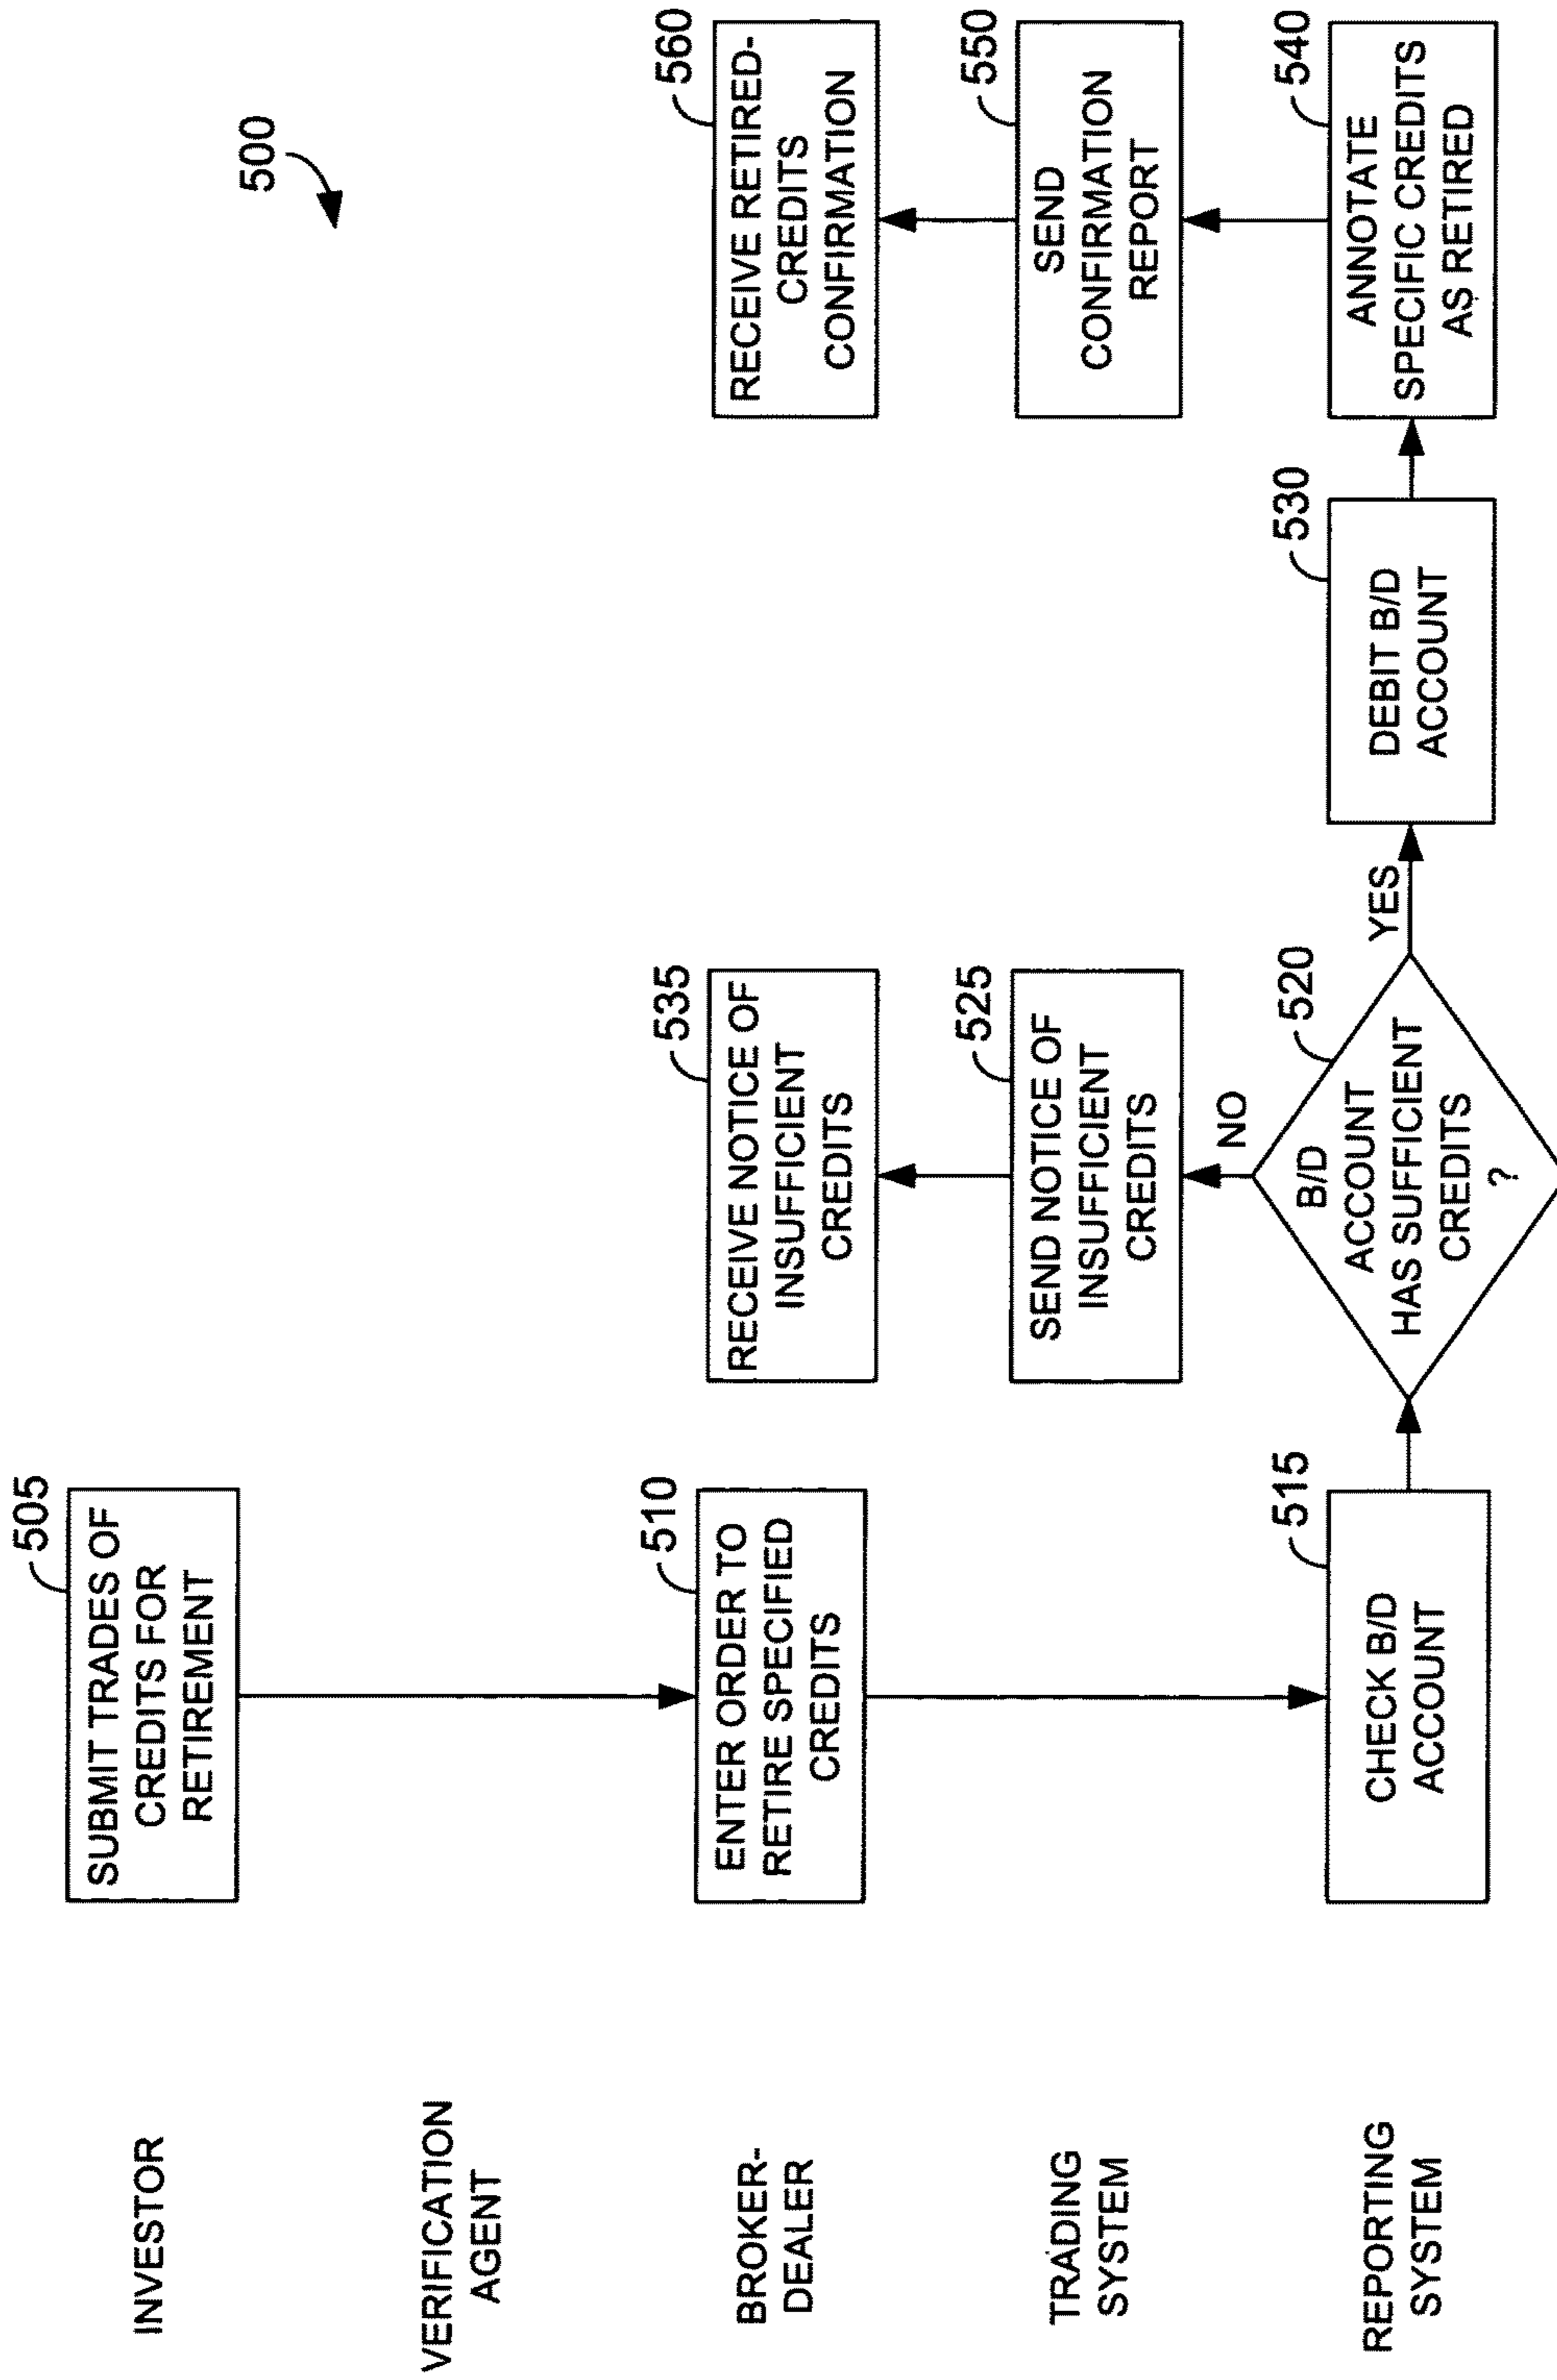 500
INVESTOR
505
SUBMIT TRADES OF
CREDITS FOR
RETIREMENT
VERIFICATION
AGENT
BROKER-
DEALER
510
ENTER ORDER TO
RETIRE SPECIFIED
CREDITS
535
RECEIVE NOTICE OF
INSUFFICIENT
CREDITS
560
RECEIVE RETIRED-
CREDITS
CONFIRMATION
TRADING
SYSTEM
525
SEND NOTICE OF
INSUFFICIENT
CREDITS
550
SEND
CONFIRMATION
REPORT
REPORTING
SYSTEM
515
CHECK B/D
ACCOUNT
NO
520
B/D
ACCOUNT
HAS SUFFICIENT
CREDITS
?
YES
530
DEBIT B/D
ACCOUNT
540
ANNOTATE
SPECIFIC CREDITS
AS RETIRED